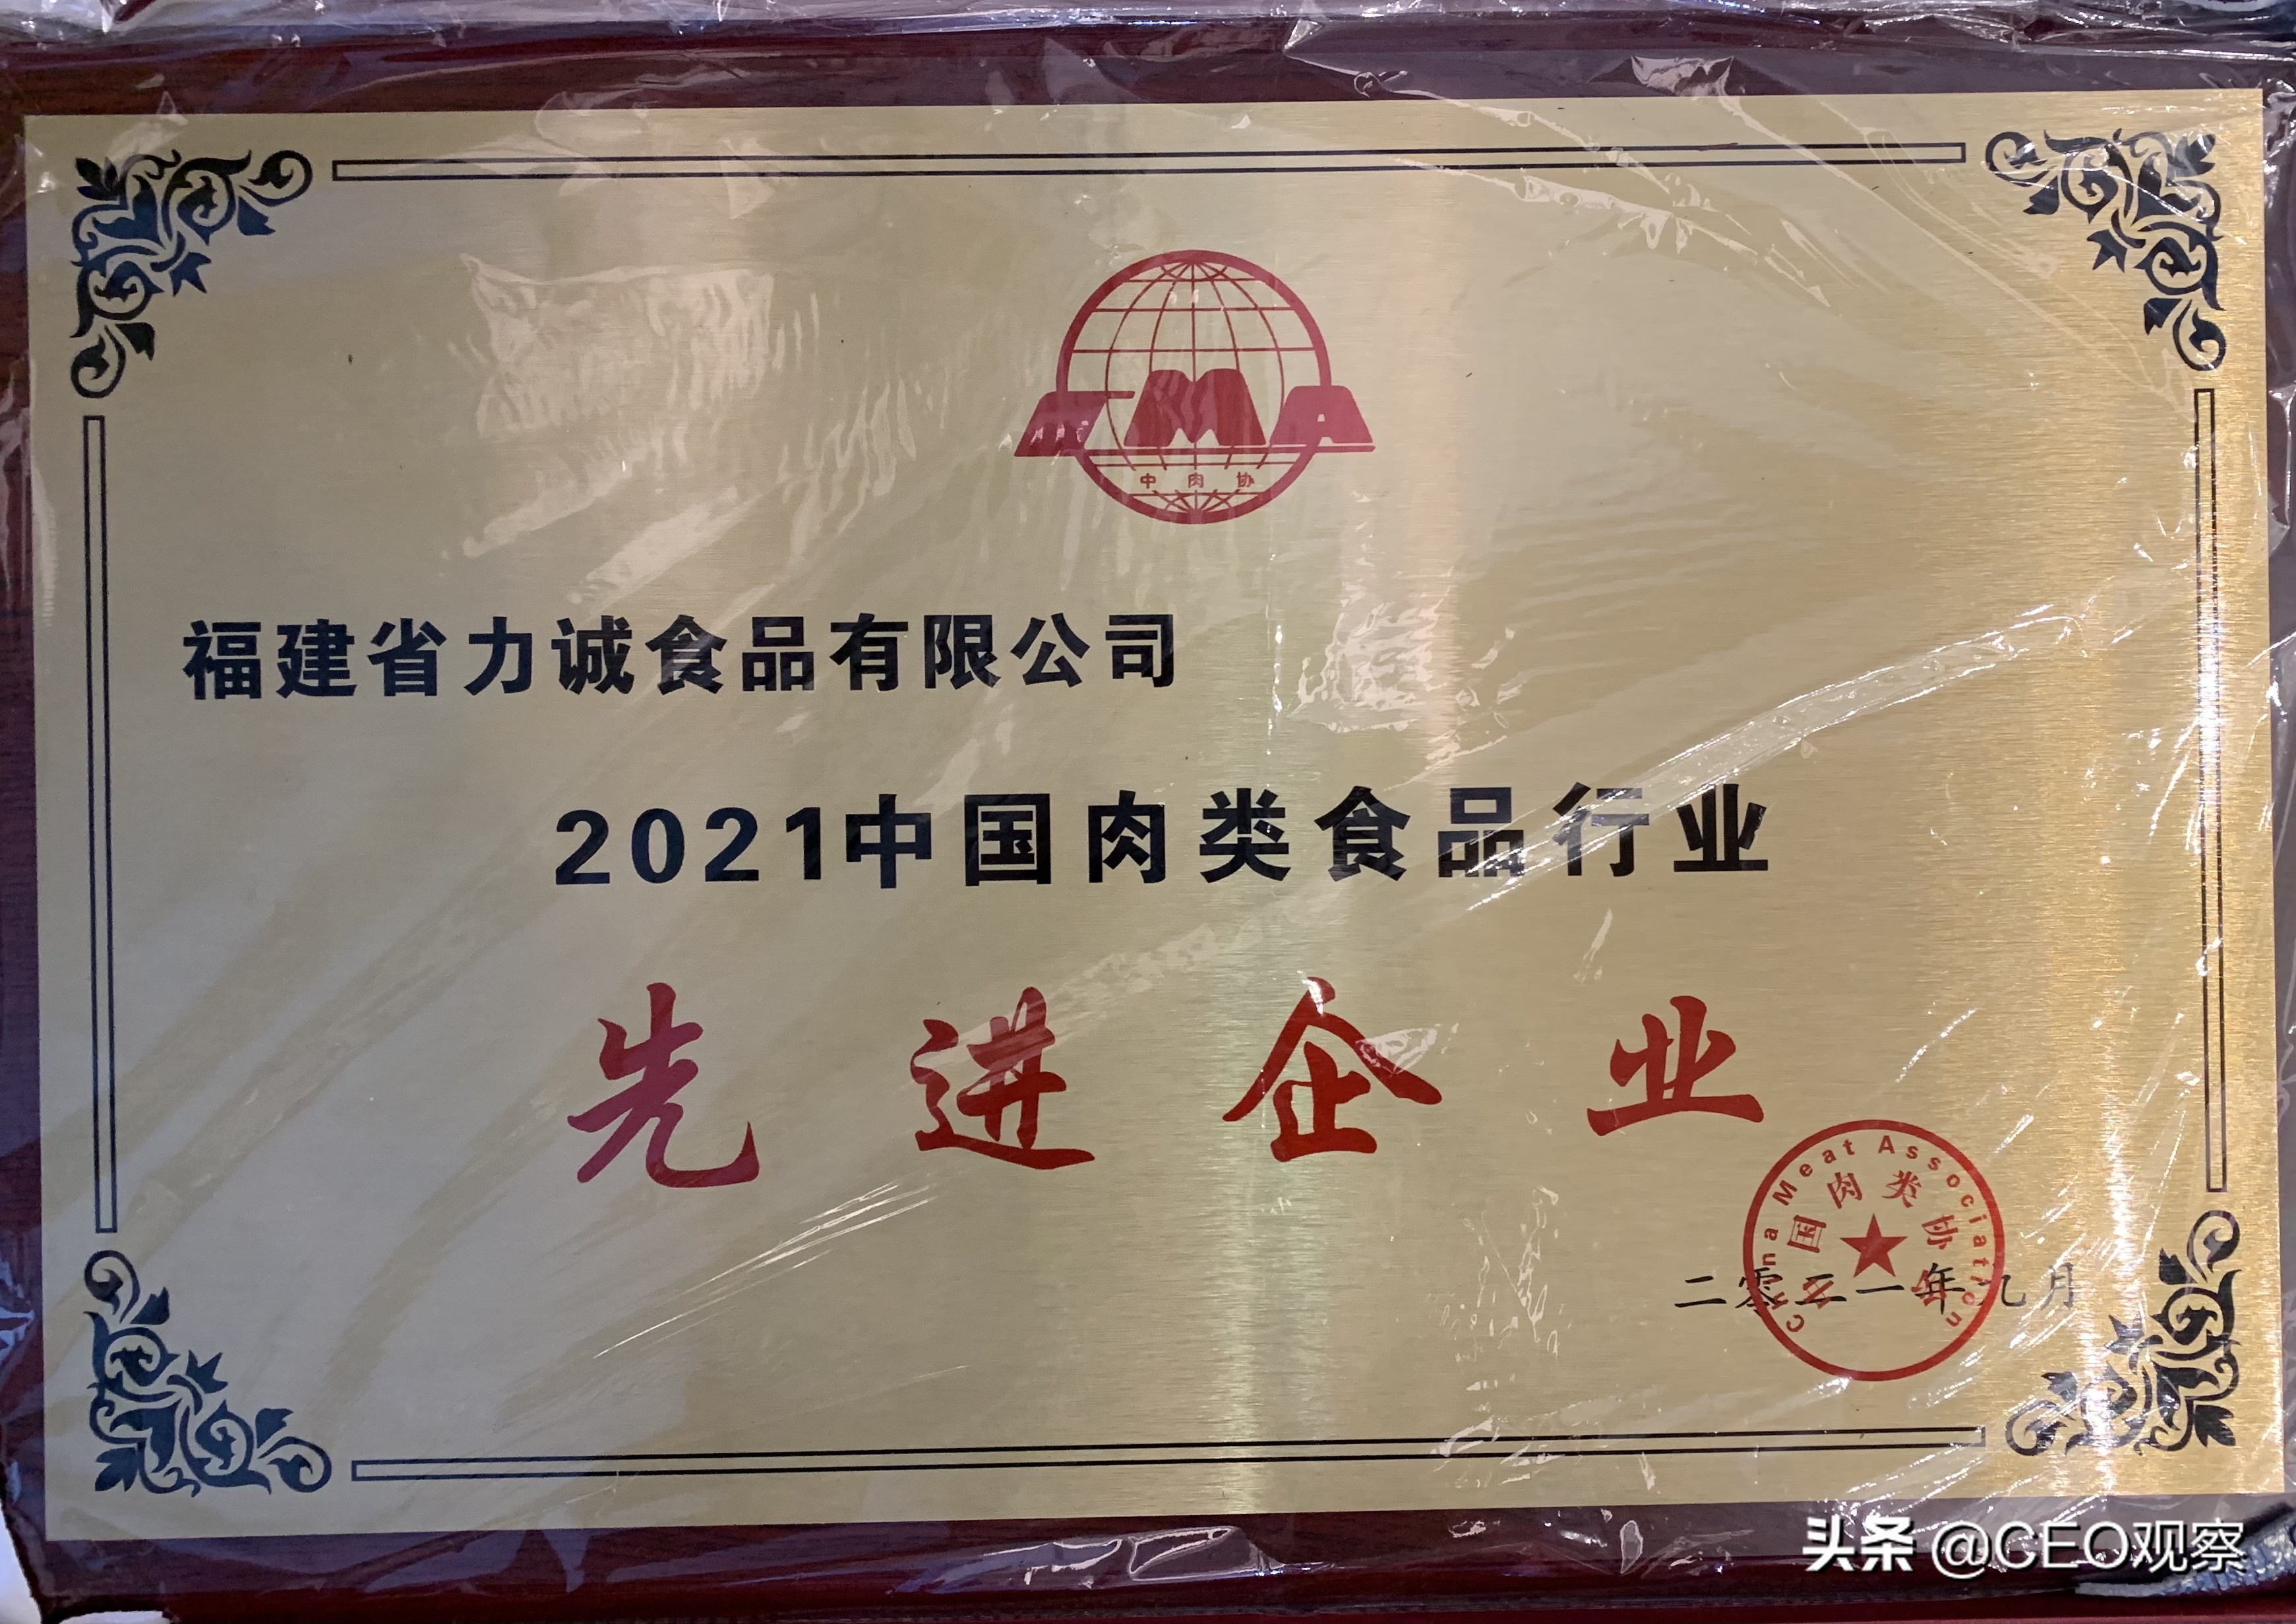 CMA
中肉协
福建省力诚食品有限公司
2021中国肉类食品行业
先进企业
China Meat Association
中国肉类协会
二零二一年九月
头条 @CEO观察